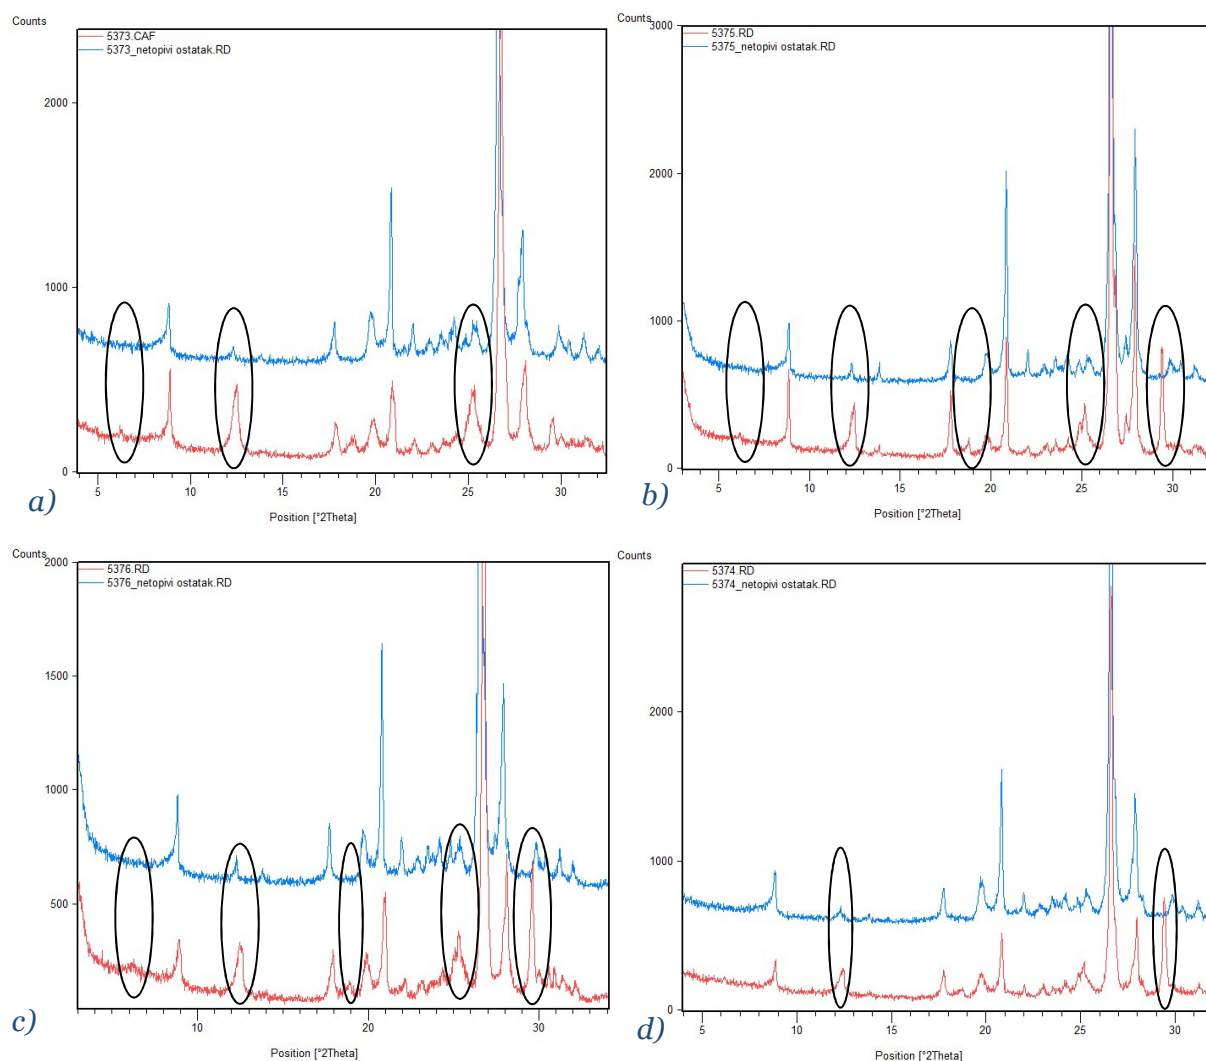 Counts
5373.CAF
5373_netopivi ostatak.RD
2000
1000
0
5 10 15 20 25 30
Position [°2Theta]
a)
Counts
3000
5375.RD
5375_netopivi ostatak.RD
2000
1000
0
5 10 15 20 25 30
Position [°2Theta]
b)
Counts
2000
5376.RD
5376_netopivi ostatak.RD
1500
1000
500
10 20 30
Position [°2Theta]
c)
Counts
5374.RD
5374_netopivi ostatak.RD
2000
1000
0
5 10 15 20 25 30
Position [°2Theta]
d)